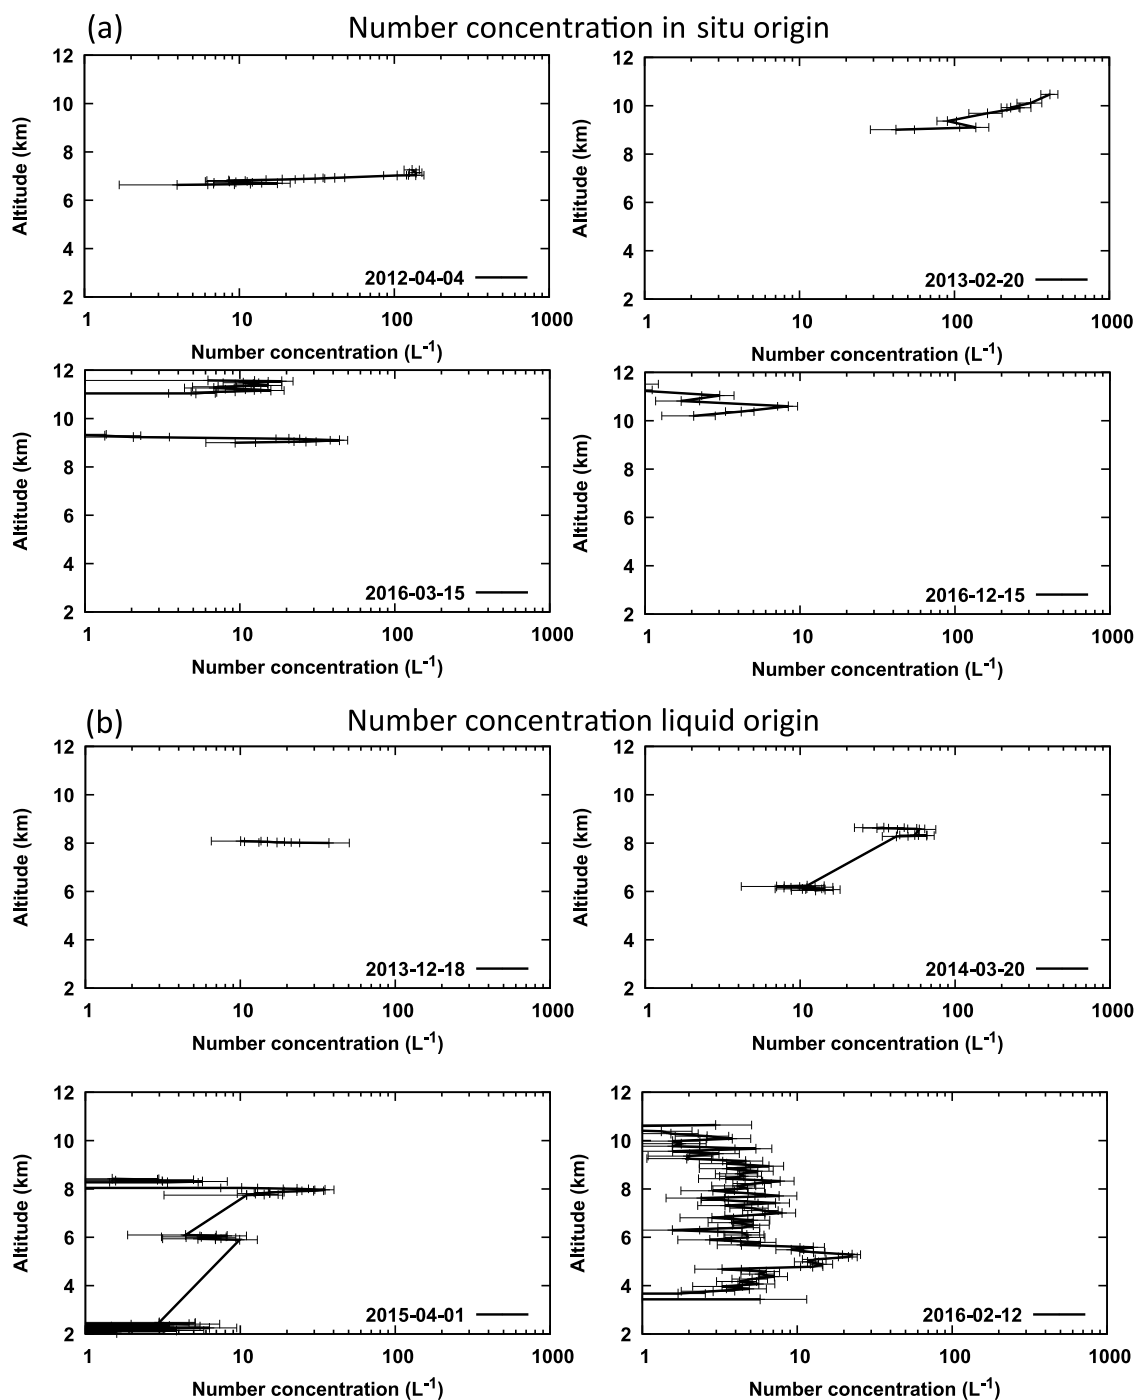 (a) Number concentration in situ origin
12
10
8
6
4
2
Altitude (km)
2012-04-04
1 10 100 1000
Number concentration (L-1)
12
10
8
6
4
2
Altitude (km)
2013-02-20
1 10 100 1000
Number concentration (L-1)
12
10
8
6
4
2
Altitude (km)
2016-03-15
1 10 100 1000
Number concentration (L-1)
12
10
8
6
4
2
Altitude (km)
2016-12-15
1 10 100 1000
Number concentration (L-1)
(b) Number concentration liquid origin
12
10
8
6
4
2
Altitude (km)
2013-12-18
1 10 100 1000
Number concentration (L-1)
12
10
8
6
4
2
Altitude (km)
2014-03-20
1 10 100 1000
Number concentration (L-1)
12
10
8
6
4
2
Altitude (km)
2015-04-01
1 10 100 1000
Number concentration (L-1)
12
10
8
6
4
2
Altitude (km)
2016-02-12
1 10 100 1000
Number concentration (L-1)